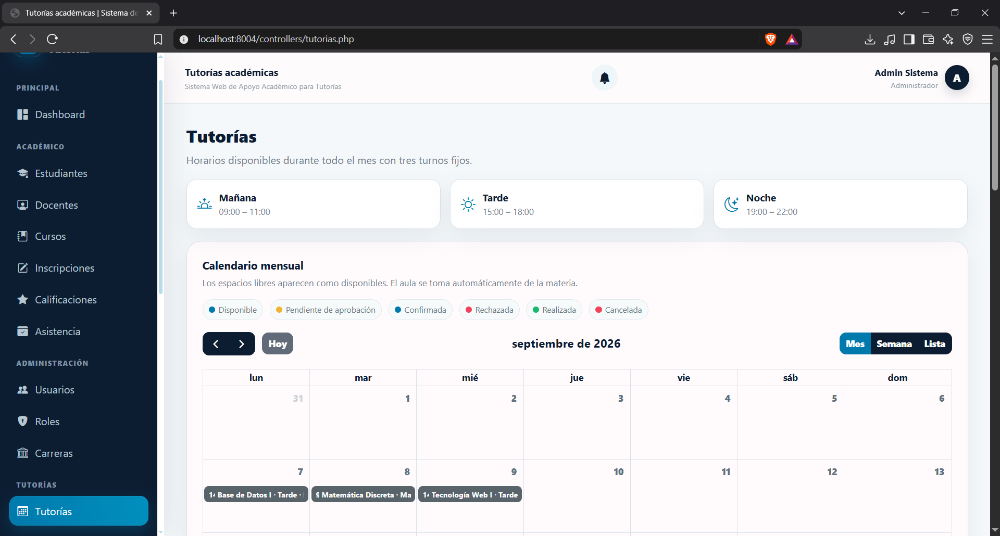 Tutorías académicas | Sistema de
localhost:8004/controllers/tutorias.php
PRINCIPAL
Dashboard
ACADÉMICO
Estudiantes
Docentes
Cursos
Inscripciones
Calificaciones
Asistencia
ADMINISTRACIÓN
Usuarios
Roles
Carreras
TUTORÍAS
Tutorías
Tutorías académicas
Sistema Web de Apoyo Académico para Tutorías
Admin Sistema
Administrador
A
Tutorías
Horarios disponibles durante todo el mes con tres turnos fijos.
Mañana
09:00 – 11:00
Tarde
15:00 – 18:00
Noche
19:00 – 22:00
Calendario mensual
Los espacios libres aparecen como disponibles. El aula se toma automáticamente de la materia.
Disponible
Pendiente de aprobación
Confirmada
Rechazada
Realizada
Cancelada
Hoy
septiembre de 2026
Mes Semana Lista
lun mar mié jue vie sáb dom
31 1 2 3 4 5 6
7 8 9 10 11 12 13
14 Base de Datos I · Tarde ·
9 Matemática Discreta · Ma
14 Tecnología Web I · Tarde